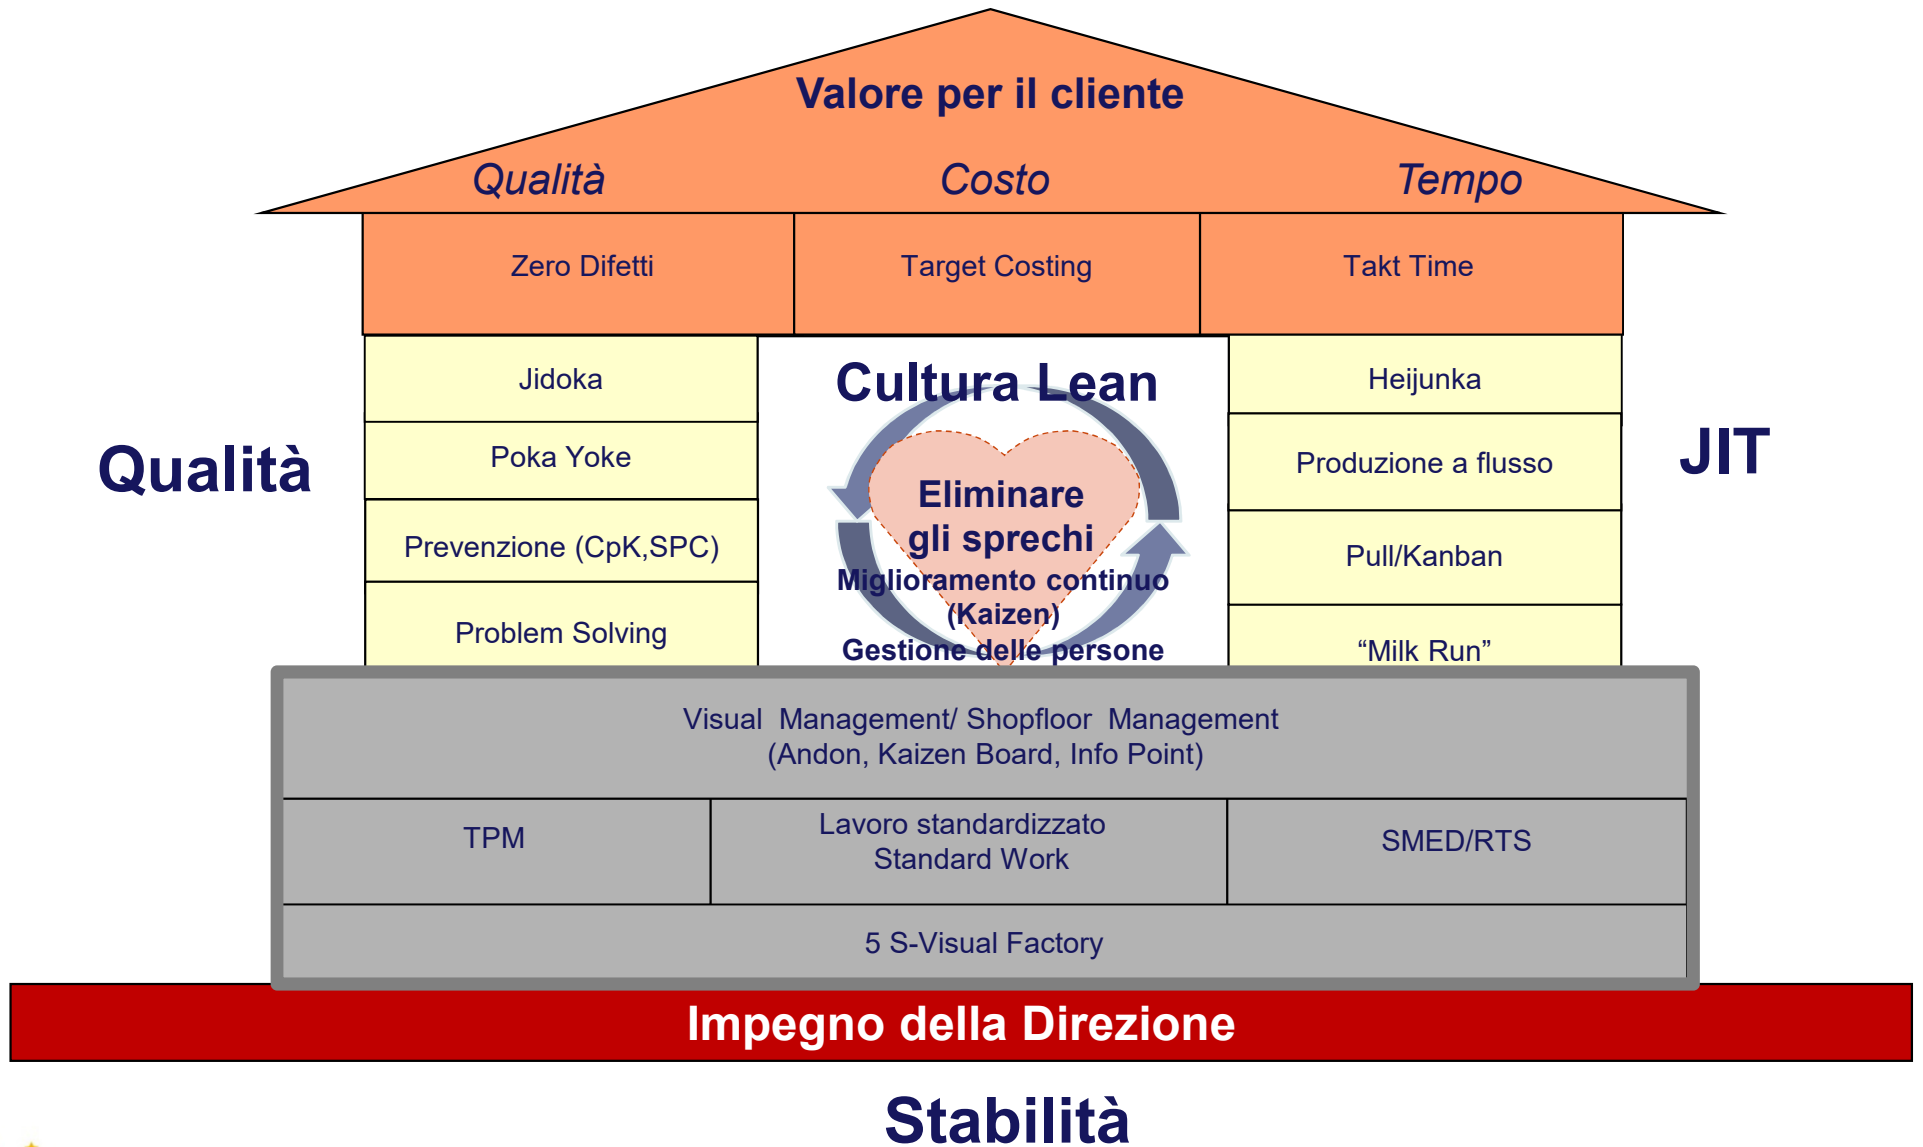 Valore per il cliente
Qualità
Costo
Tempo
Zero Difetti
Target Costing
Takt Time
Qualità
Jidoka
Poka Yoke
Prevenzione (CpK,SPC)
Problem Solving
Cultura Lean
Eliminare
gli sprechi
Miglioramento continuo
(Kaizen)
Gestione delle persone
Heijunka
Produzione a flusso
Pull/Kanban
“Milk Run”
JIT
Visual Management/ Shopfloor Management
(Andon, Kaizen Board, Info Point)
TPM
Lavoro standardizzato
Standard Work
SMED/RTS
5 S-Visual Factory
Impegno della Direzione
Stabilità